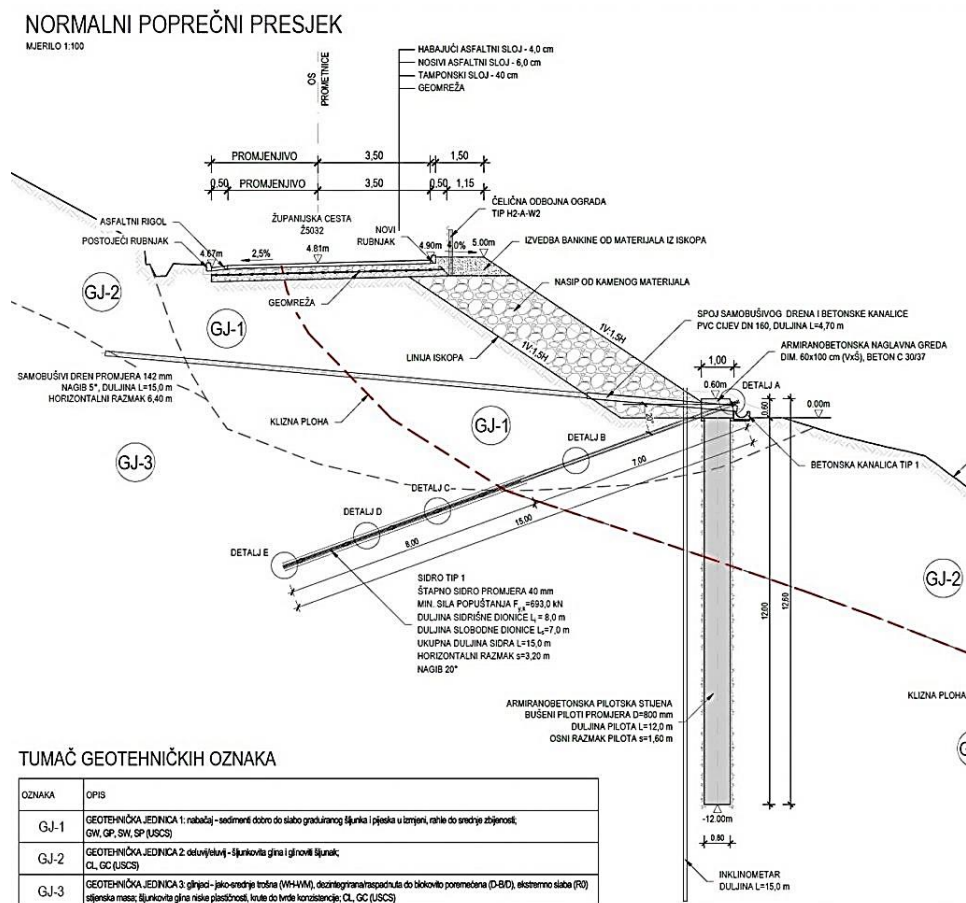 NORMALNI POPREČNI PRESJEK
MJERILO 1:100
OS
PROMETNICE
HABAJUĆI ASFALTNI SLOJ - 4,0 cm
NOSIVI ASFALTNI SLOJ - 6,0 cm
TAMPONSKI SLOJ - 40 cm
GEOMREŽA
PROMJENJIVO
3,50
1,50
0,50
PROMJENJIVO
3,50
0,50
1,15
ČELIČNA ODBOJNA OGRADA
TIP H2-A-W2
ASFALTNI RIGOL
POSTOJEĆI RUBNJAK
ŽUPANIJSKA CESTA
Ž5032
NOVI
RUBNJAK
4.67m
2,5%
4.81m
4.90m
4,0%
5.00m
IZVEDBA BANKINE OD MATERIJALA IZ ISKOPA
GEOMREŽA
NASIP OD KAMENOG MATERIJALA
GJ-2
GJ-1
1V:1.5H
SPOJ SAMOBUŠIVOG DRENA I BETONSKE KANALICE
PVC CIJEV DN 160, DULJINA L=4,70 m
LINIJA ISKOPA
1V:1.5H
ARMIRANOBETONSKA NAGLAVNA GREDA
DIM. 60x100 cm (VxŠ), BETON C 30/37
1,00
0.60m
DETALJ A
SAMOBUŠIVI DREN PROMJERA 142 mm
NAGIB 5°, DULJINA L=15,0 m
HORIZONTALNI RAZMAK 6,40 m
0,60
0.00m
KLIZNA PLOHA
GJ-1
20°
DETALJ B
GJ-3
7,00
BETONSKA KANALICA TIP 1
DETALJ C
DETALJ D
15,00
8,00
DETALJ E
SIDRO TIP 1
ŠTAPNO SIDRO PROMJERA 40 mm
MIN. SILA POPUŠTANJA Fy,k=693,0 kN
DULJINA SIDRIŠNE DIONICE Lf = 8,0 m
DULJINA SLOBODNE DIONICE Ls=7,0 m
UKUPNA DULJINA SIDRA L=15,0 m
HORIZONTALNI RAZMAK s=3,20 m
NAGIB 20°
GJ-2
12,00
12,60
ARMIRANOBETONSKA PILOTSKA STIJENA
BUŠENI PILOTI PROMJERA D=800 mm
DULJINA PILOTA L=12,0 m
OSNI RAZMAK PILOTA s=1,60 m
KLIZNA PLOHA
-12.00m
0,80
INKLINOMETAR
DULJINA L=15,0 m
TUMAČ GEOTEHNIČKIH OZNAKA
OZNAKA
OPIS
GJ-1
GEOTEHNIČKA JEDINICA 1: nabačaj - sedimenti dobro do slabo graduiranog šljunka i pijeska u izmjeni, rahle do srednje zbijenosti;
GW, GP, SW, SP (USCS)
GJ-2
GEOTEHNIČKA JEDINICA 2: deluvij/eluvij - šljunkovita glina i glinoviti šljunak;
CL, GC (USCS)
GJ-3
GEOTEHNIČKA JEDINICA 3: glinjaci - jako-srednje trošna (WH-WM), dezintegrirana/raspadnuta do blokovito poremećena (D-B/D), ekstremno slaba (R0)
stijenska masa; šljunkovita glina niske plastičnosti, krute do tvrde konzistencije; CL, GC (USCS)